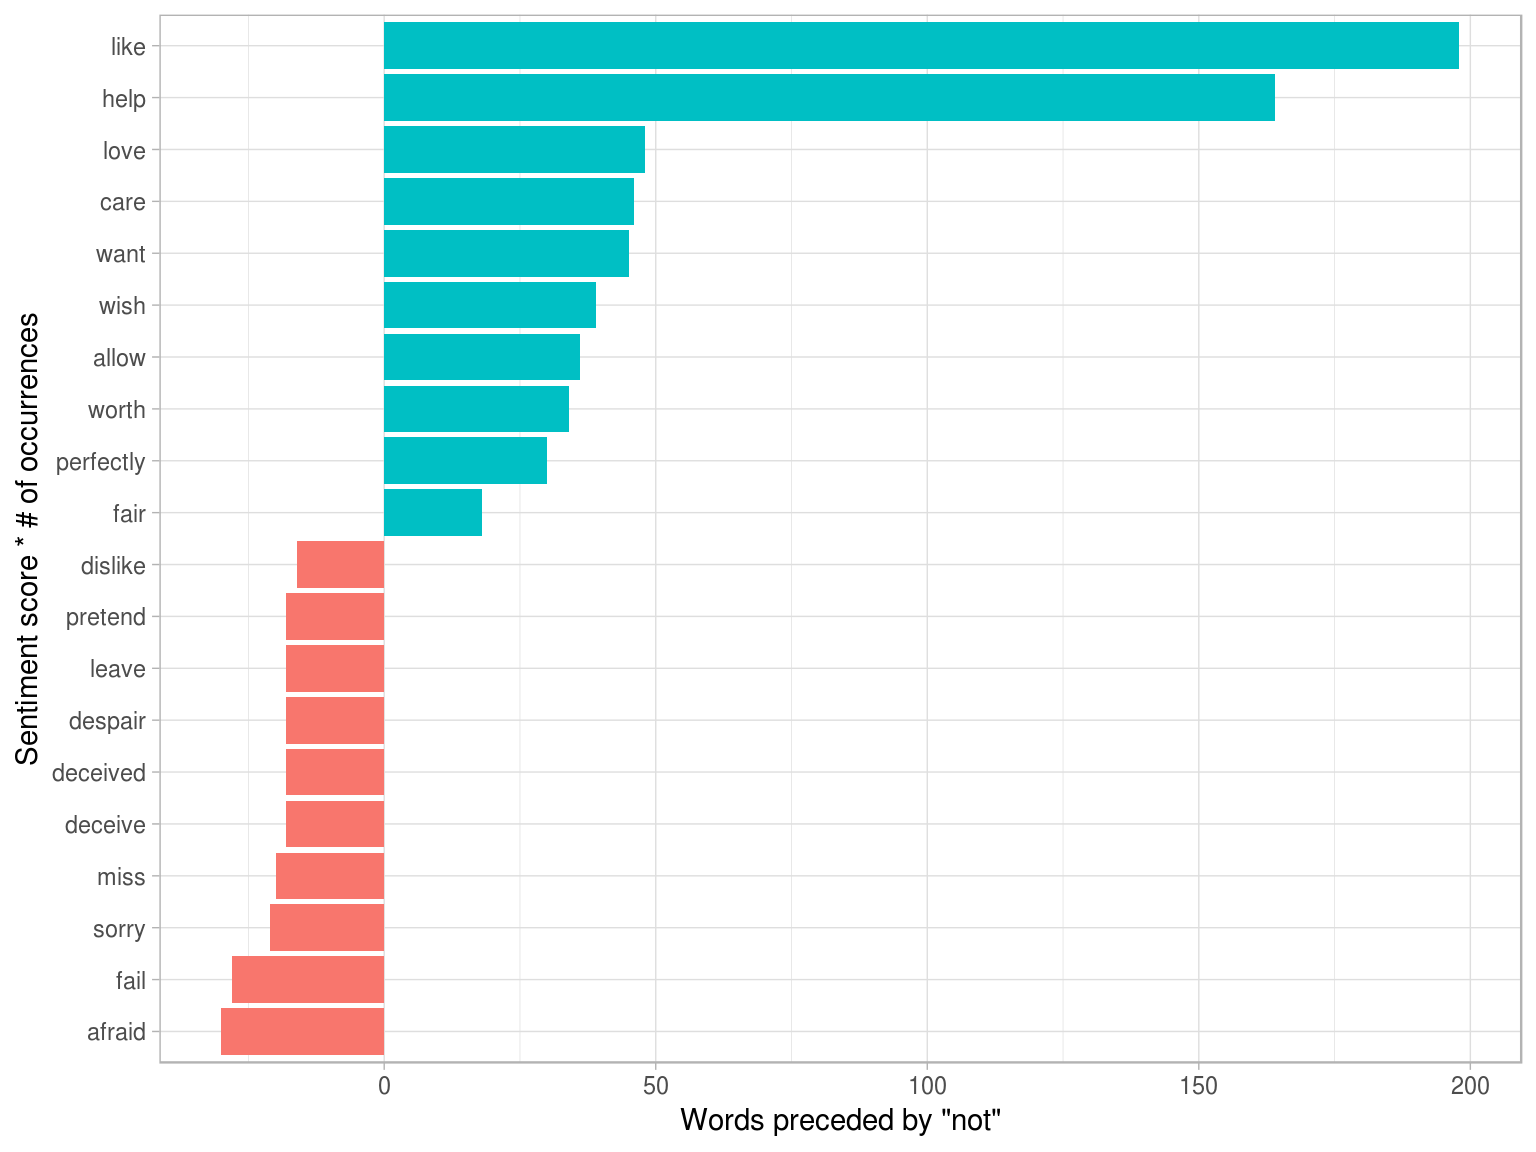 Sentiment score * # of occurrences
like
help
love
care
want
wish
allow
worth
perfectly
fair
dislike
pretend
leave
despair
deceived
deceive
miss
sorry
fail
afraid
0 50 100 150 200
Words preceded by "not"